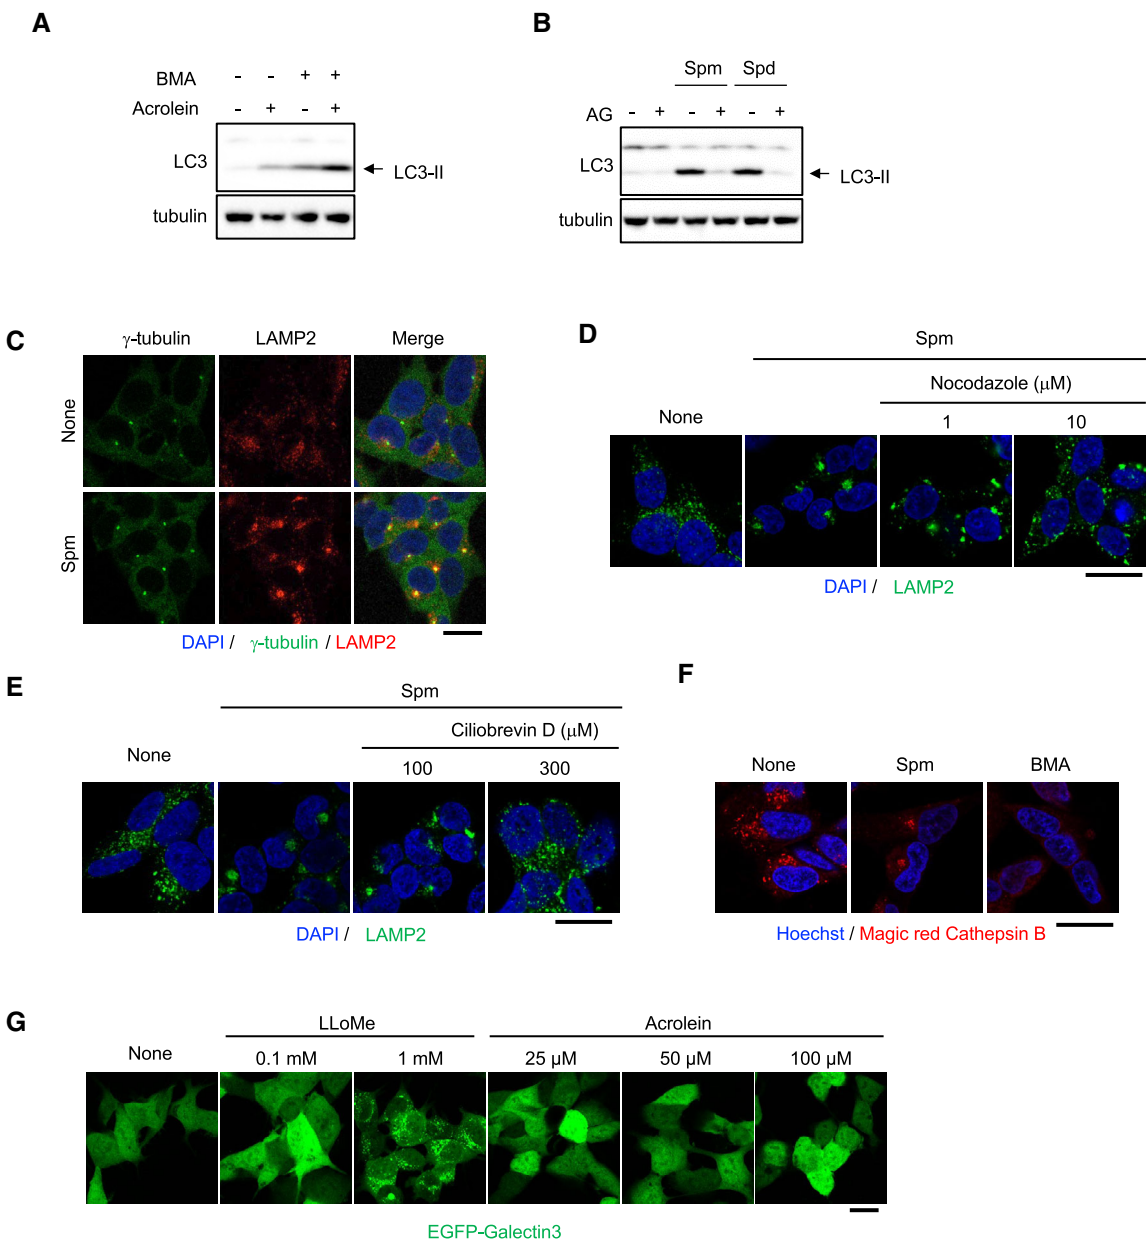 A
BMA - - + +
Acrolein - + - +
LC3
LC3-II
tubulin
B
Spm Spd
AG - + - + - +
LC3
LC3-II
tubulin
C
γ-tubulin LAMP2 Merge
None
Spm
DAPI / γ-tubulin / LAMP2
D
Spm
Nocodazole (μM)
None 1 10
DAPI / LAMP2
E
Spm
Ciliobrevin D (μM)
None 100 300
DAPI / LAMP2
F
None Spm BMA
Hoechst / Magic red Cathepsin B
G
LLoMe Acrolein
None 0.1 mM 1 mM 25 μM 50 μM 100 μM
EGFP-Galectin3